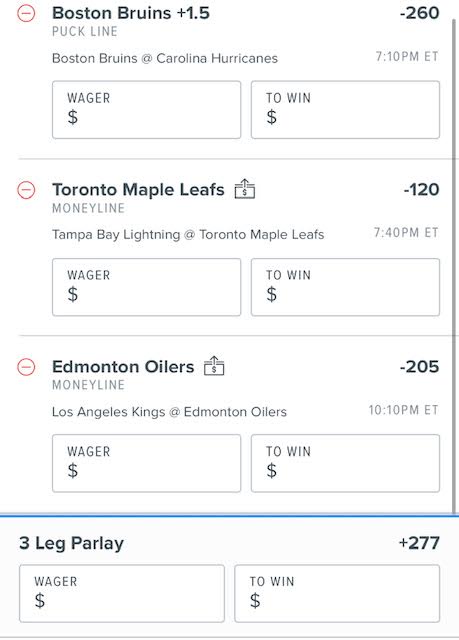 Boston Bruins +1.5 -260
PUCK LINE
Boston Bruins @ Carolina Hurricanes 7:10PM ET
WAGER TO WIN
$ $
Toronto Maple Leafs $ -120
MONEYLINE
Tampa Bay Lightning @ Toronto Maple Leafs 7:40PM ET
WAGER TO WIN
$ $
Edmonton Oilers $ -205
MONEYLINE
Los Angeles Kings @ Edmonton Oilers 10:10PM ET
WAGER TO WIN
$ $
3 Leg Parlay +277
WAGER TO WIN
$ $